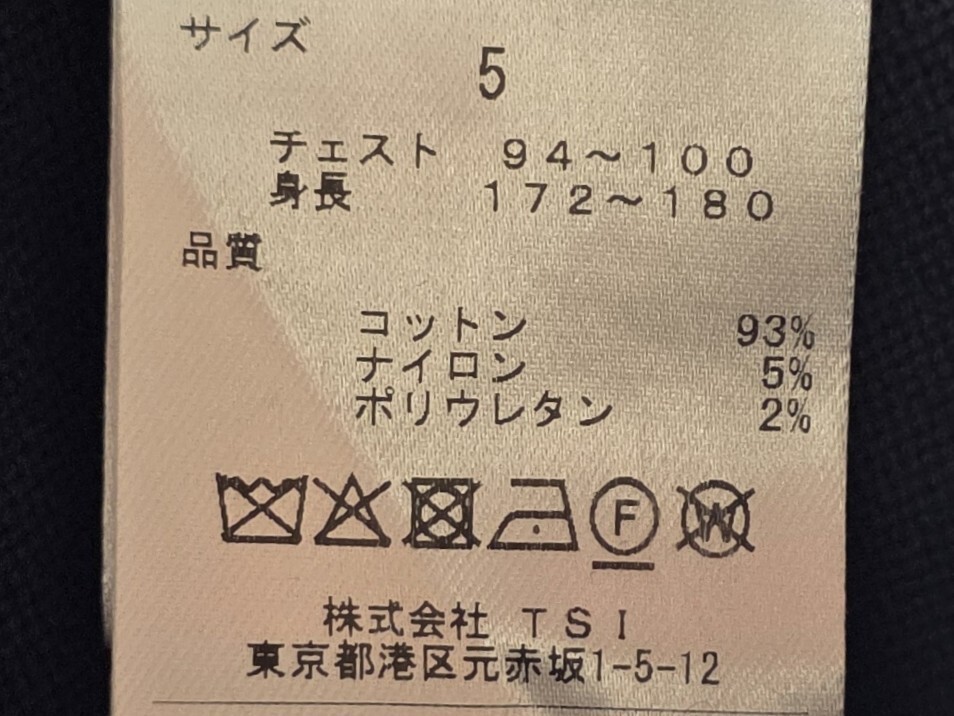 サイズ
5
チェスト 94～100
身長 172～180
品質
コットン 93%
ナイロン 5%
ポリウレタン 2%
F W
株式会社 TSI
東京都港区元赤坂1-5-12